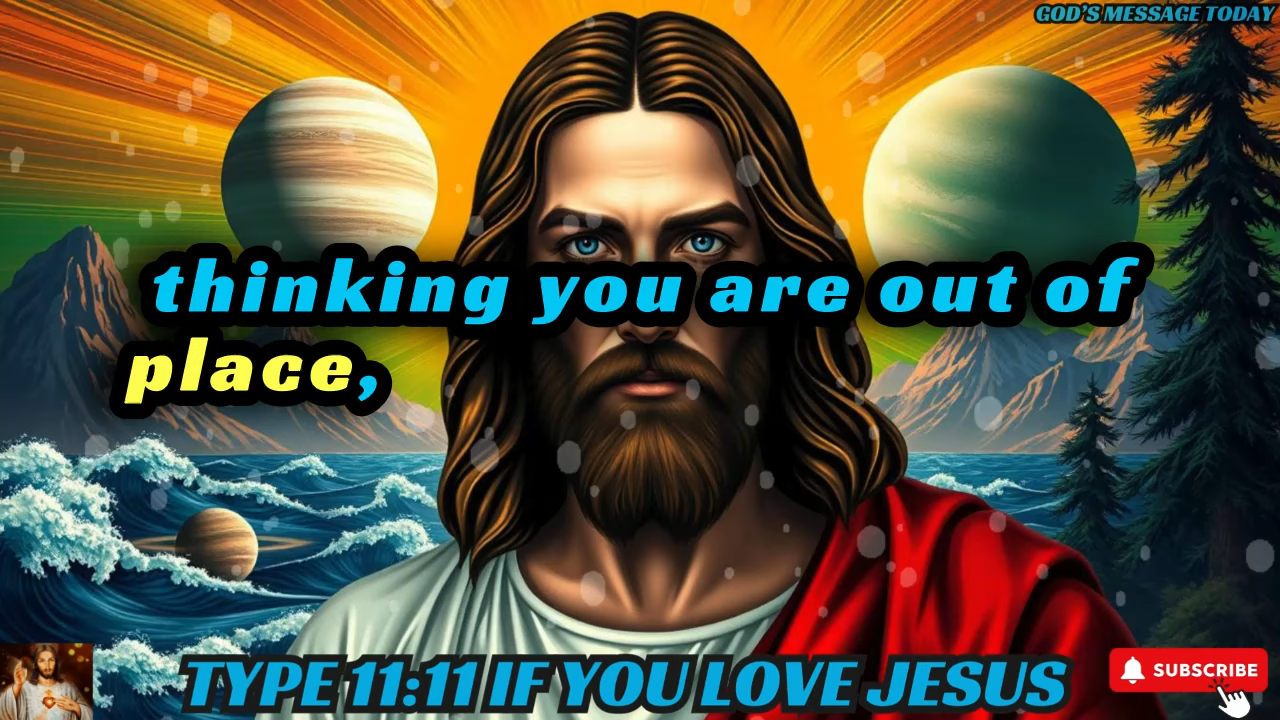 GOD'S MESSAGE TODAY
thinking you are out of
place,
TYPE 11:11 IF YOU LOVE JESUS
SUBSCRIBE